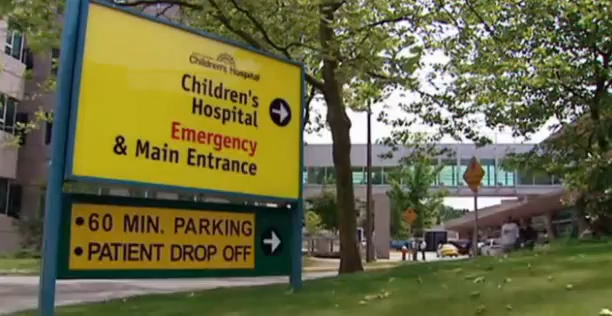 Children's Hospital
Children's
Hospital
Emergency
& Main Entrance
• 60 MIN. PARKING
• PATIENT DROP OFF